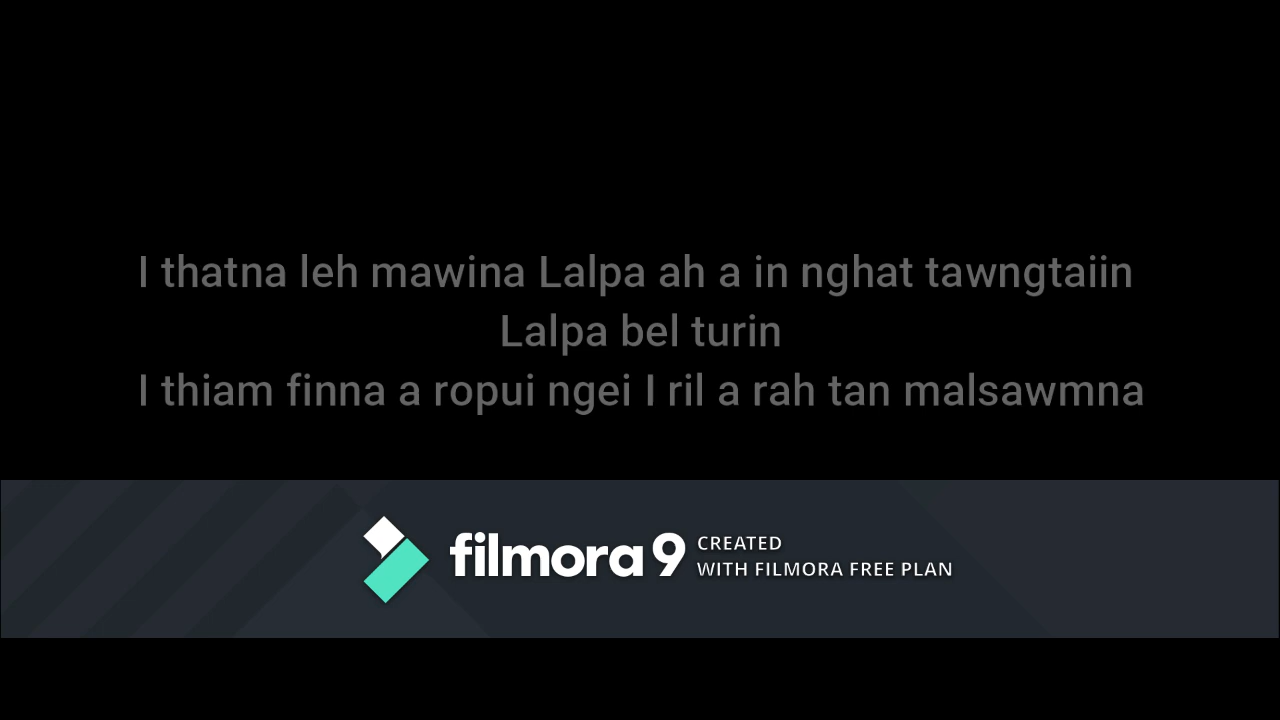 I thatna leh mawina Lalpa ah a in nghat tawngtaiin
Lalpa bel turin
I thiam finna a ropui ngei I ril a rah tan malsawmna
filmora 9 CREATED
WITH FILMORA FREE PLAN